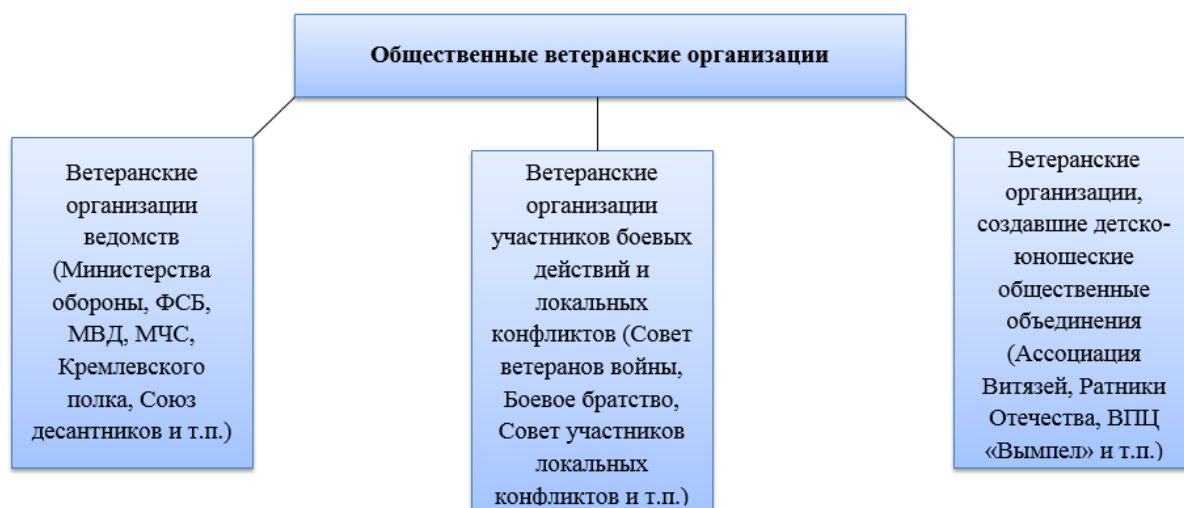 Общественные ветеранские организации
Ветеранские
организации
ведомств
(Министерства
обороны, ФСБ,
МВД, МЧС,
Кремлевского
полка, Союз
десантников и т.п.)
Ветеранские
организации
участников боевых
действий и
локальных
конфликтов (Совет
ветеранов войны,
Боевое братство,
Совет участников
локальных
конфликтов и т.п.)
Ветеранские
организации,
создавшие детско-
юношеские
общественные
объединения
(Ассоциация
Витязей, Ратники
Отечества, ВПЦ
«Вымпел» и т.п.)